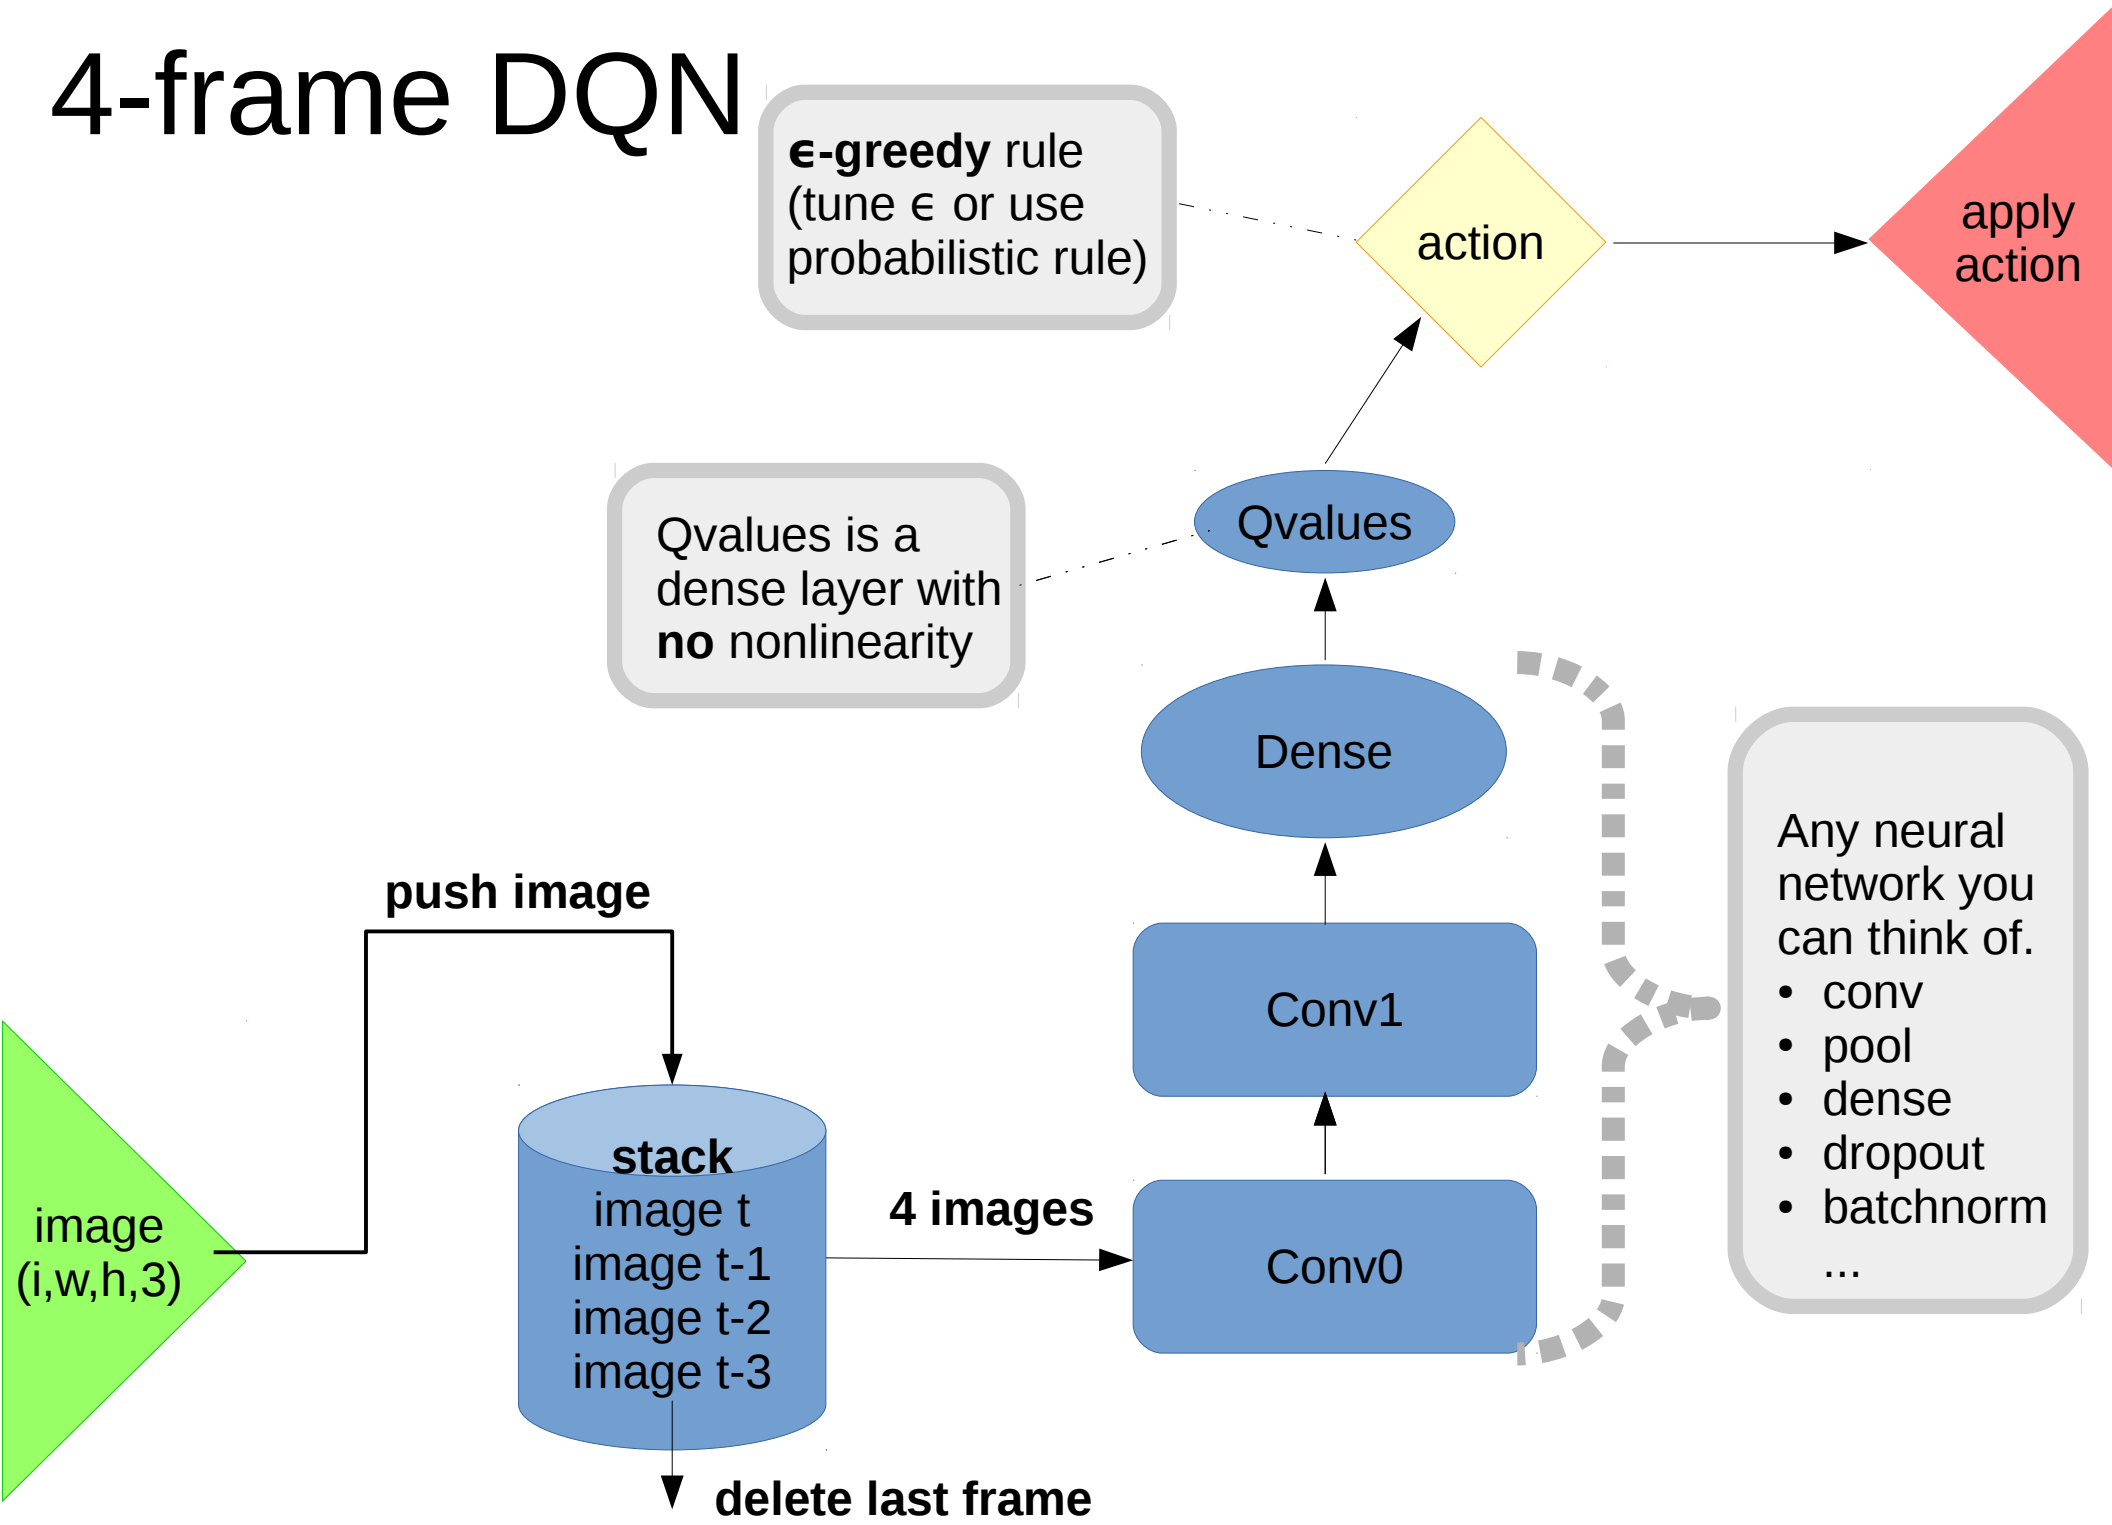 4-frame DQN
ϵ-greedy rule
(tune ϵ or use
probabilistic rule)
action
apply
action
Qvalues is a
dense layer with
no nonlinearity
Qvalues
Dense
Any neural
network you
can think of.
• conv
• pool
• dense
• dropout
• batchnorm
...
push image
Conv1
image
(i,w,h,3)
stack
image t
image t-1
image t-2
image t-3
4 images
Conv0
delete last frame